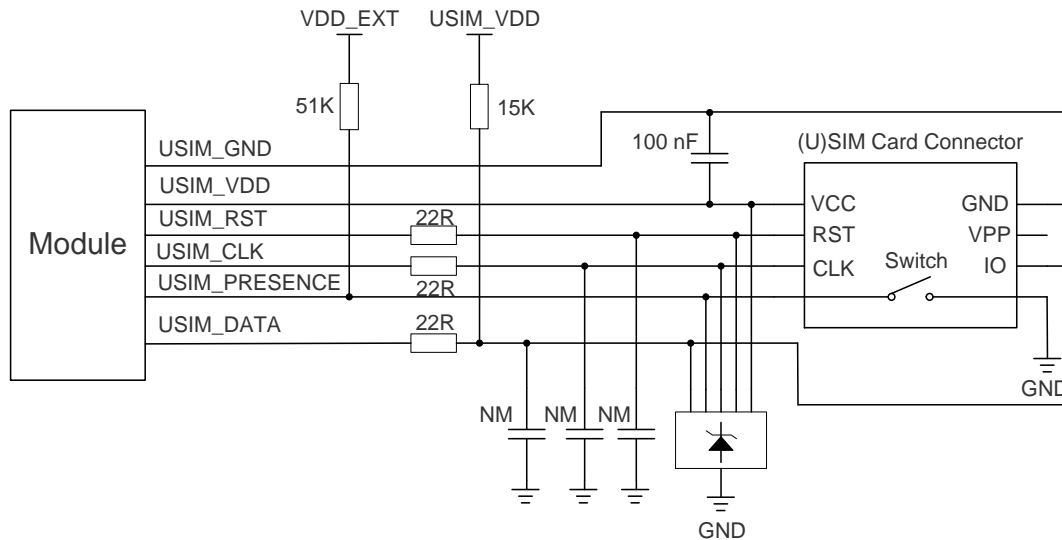 VDD_EXT
USIM_VDD
51K
15K
100 nF
(U)SIM Card Connector
Module
USIM_GND
USIM_VDD
USIM_RST
USIM_CLK
USIM_PRESENCE
USIM_DATA
22R
22R
22R
VCC
RST
CLK
GND
VPP
IO
Switch
GND
NM
NM
NM
GND